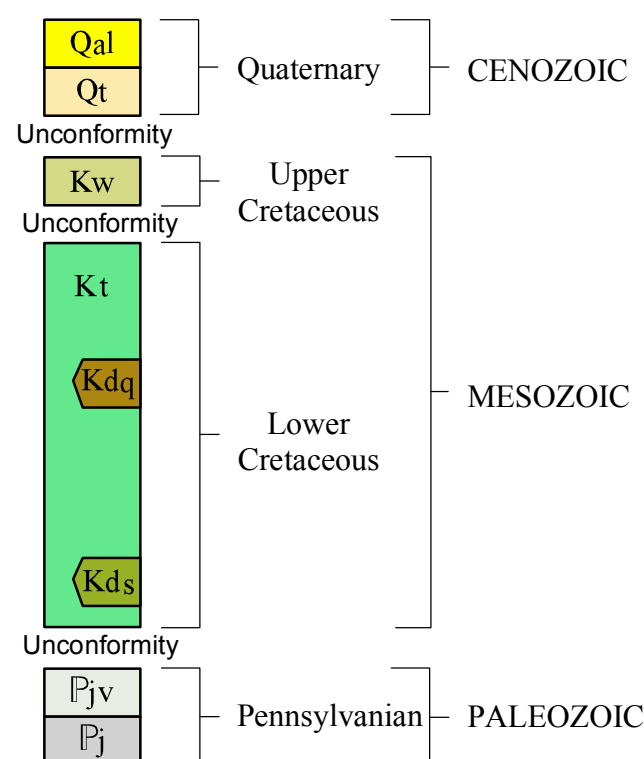 Qal
Qt
Quaternary
CENOZOIC
Unconformity
Kw
Upper
Cretaceous
Unconformity
Kt
Kdq
Lower
Cretaceous
MESOZOIC
Kds
Unconformity
ℙjv
ℙj
Pennsylvanian
PALEOZOIC